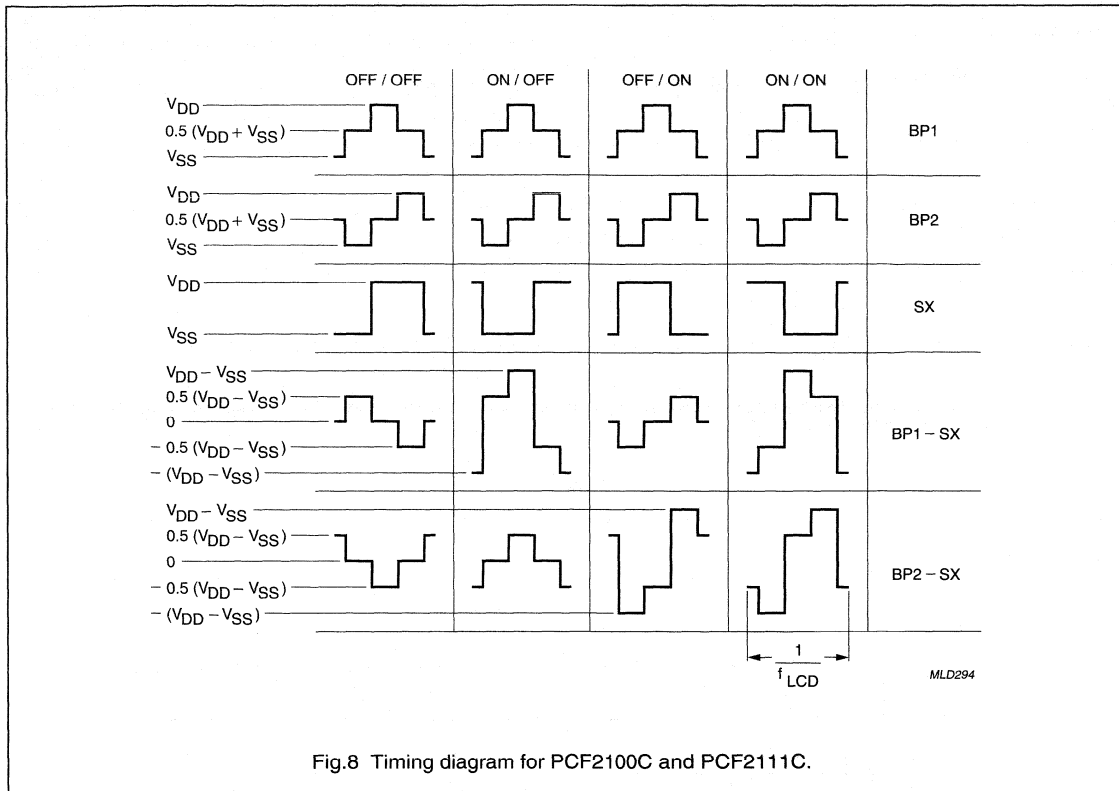 OFF / OFF ON / OFF OFF / ON ON / ON
VDD
0.5 (VDD + VSS)
VSS
BP1
VDD
0.5 (VDD + VSS)
VSS
BP2
VDD
VSS
SX
VDD − VSS
0.5 (VDD − VSS)
0
− 0.5 (VDD − VSS)
− (VDD − VSS)
BP1 − SX
VDD − VSS
0.5 (VDD − VSS)
0
− 0.5 (VDD − VSS)
− (VDD − VSS)
BP2 − SX
1
f LCD
MLD294
Fig.8 Timing diagram for PCF2100C and PCF2111C.